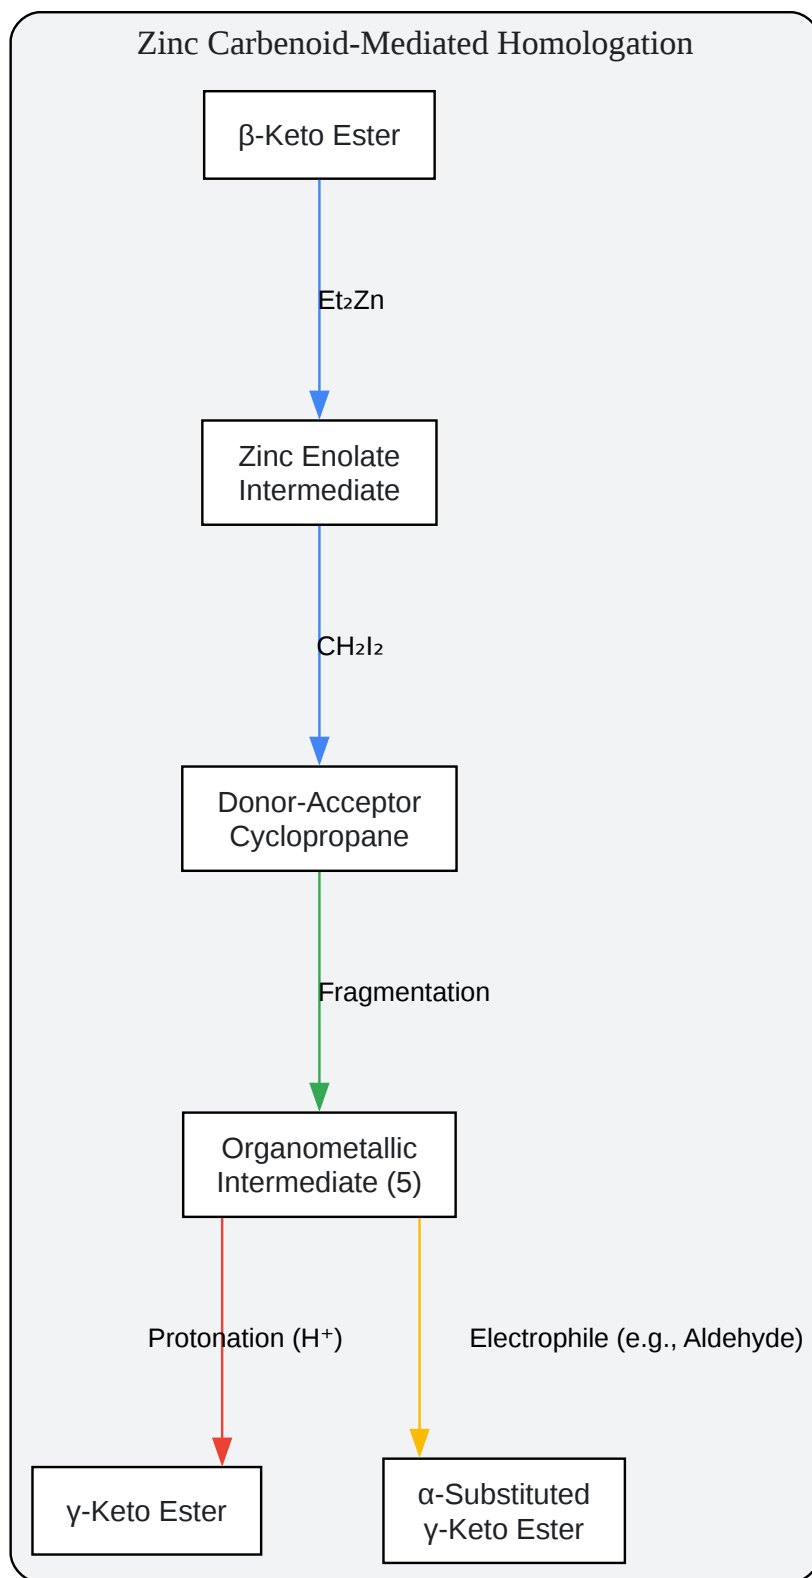 Zinc Carbenoid-Mediated Homologation
β-Keto Ester
Et₂Zn
Zinc Enolate
Intermediate
CH₂I₂
Donor-Acceptor
Cyclopropane
Fragmentation
Organometallic
Intermediate (5)
Protonation (H⁺)
Electrophile (e.g., Aldehyde)
γ-Keto Ester
α-Substituted
γ-Keto Ester